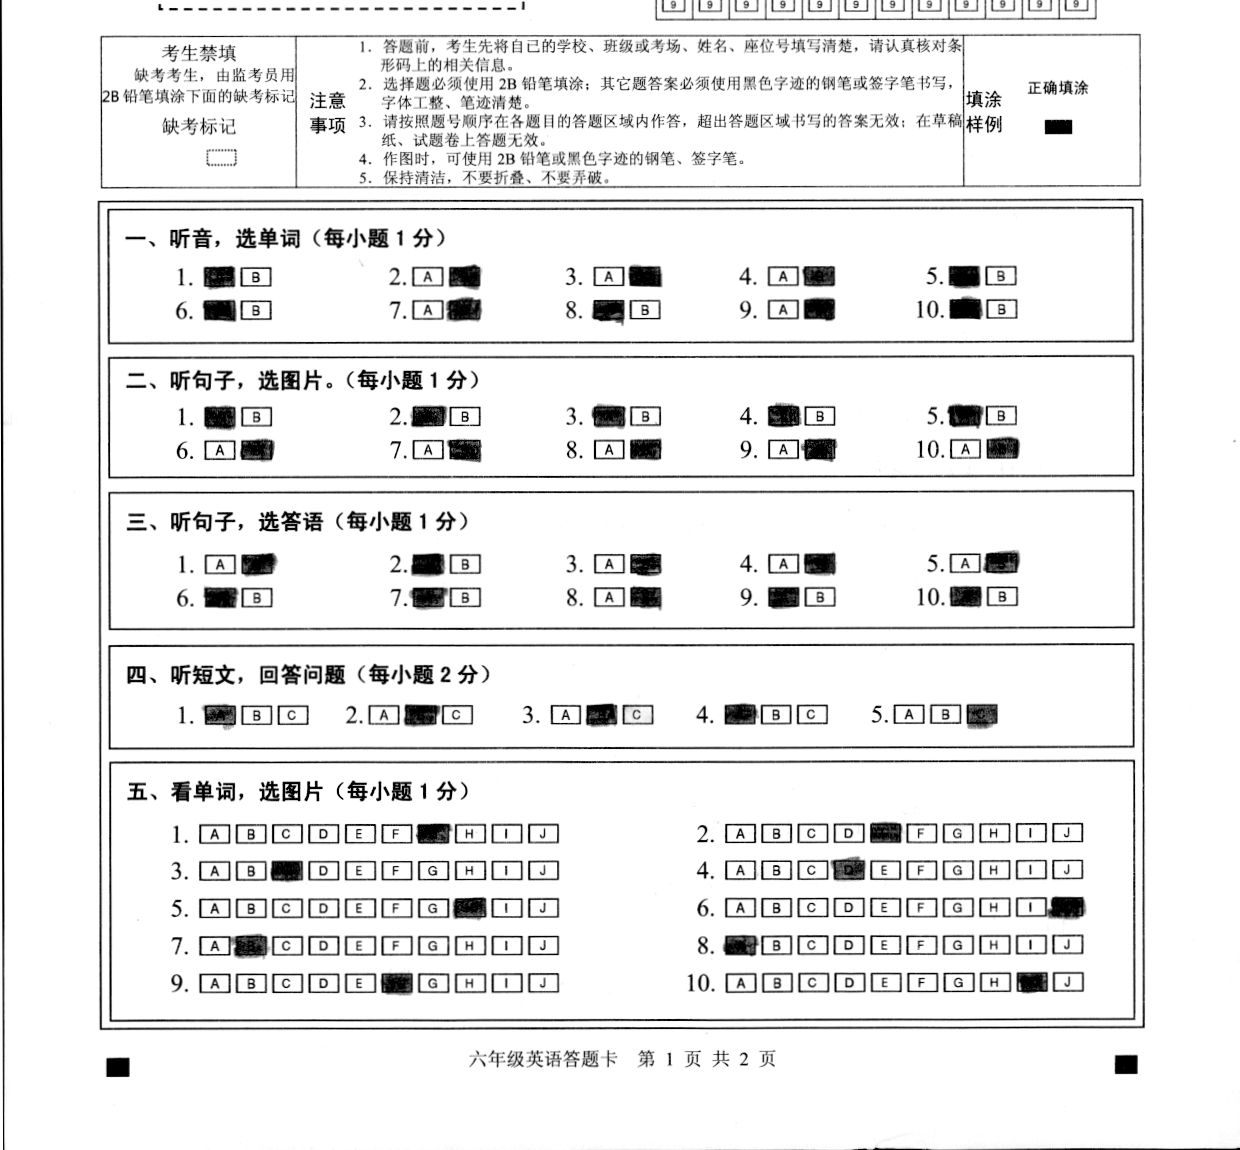 9 9 9 9 9 9 9 9 9 9 9 9
考生禁填
缺考考生，由监考员用
2B 铅笔填涂下面的缺考标记
缺考标记
注意
事项
1. 答题前，考生先将自己的学校、班级或考场、姓名、座位号填写清楚，请认真核对条
形码上的相关信息。
2. 选择题必须使用 2B 铅笔填涂；其它题答案必须使用黑色字迹的钢笔或签字笔书写，
字体工整、笔迹清楚。
3. 请按照题号顺序在各题目的答题区域内作答，超出答题区域书写的答案无效；在草稿
纸、试题卷上答题无效。
4. 作图时，可使用 2B 铅笔或黑色字迹的钢笔、签字笔。
5. 保持清洁，不要折叠、不要弄破。
填涂
样例
正确填涂
一、听音，选单词（每小题 1 分）
1. B 2. A 3. A 4. A 5. B
6. B 7. A 8. B 9. A 10. B
二、听句子，选图片。（每小题 1 分）
1. B 2. B 3. B 4. B 5. B
6. A 7. A 8. A 9. A 10. A
三、听句子，选答语（每小题 1 分）
1. A 2. B 3. A 4. A 5. A
6. B 7. B 8. A 9. B 10. B
四、听短文，回答问题（每小题 2 分）
1. A B C 2. A C 3. A C 4. B C 5. A B C
五、看单词，选图片（每小题 1 分）
1. A B C D E F H I J 2. A B C D F G H I J
3. A B D E F G H I J 4. A B C D E F G H I J
5. A B C D E F G I J 6. A B C D E F G H I
7. A B C D E F G H I J 8. B C D E F G H I J
9. A B C D E G H I J 10. A B C D E F G H J
六年级英语答题卡 第 1 页 共 2 页